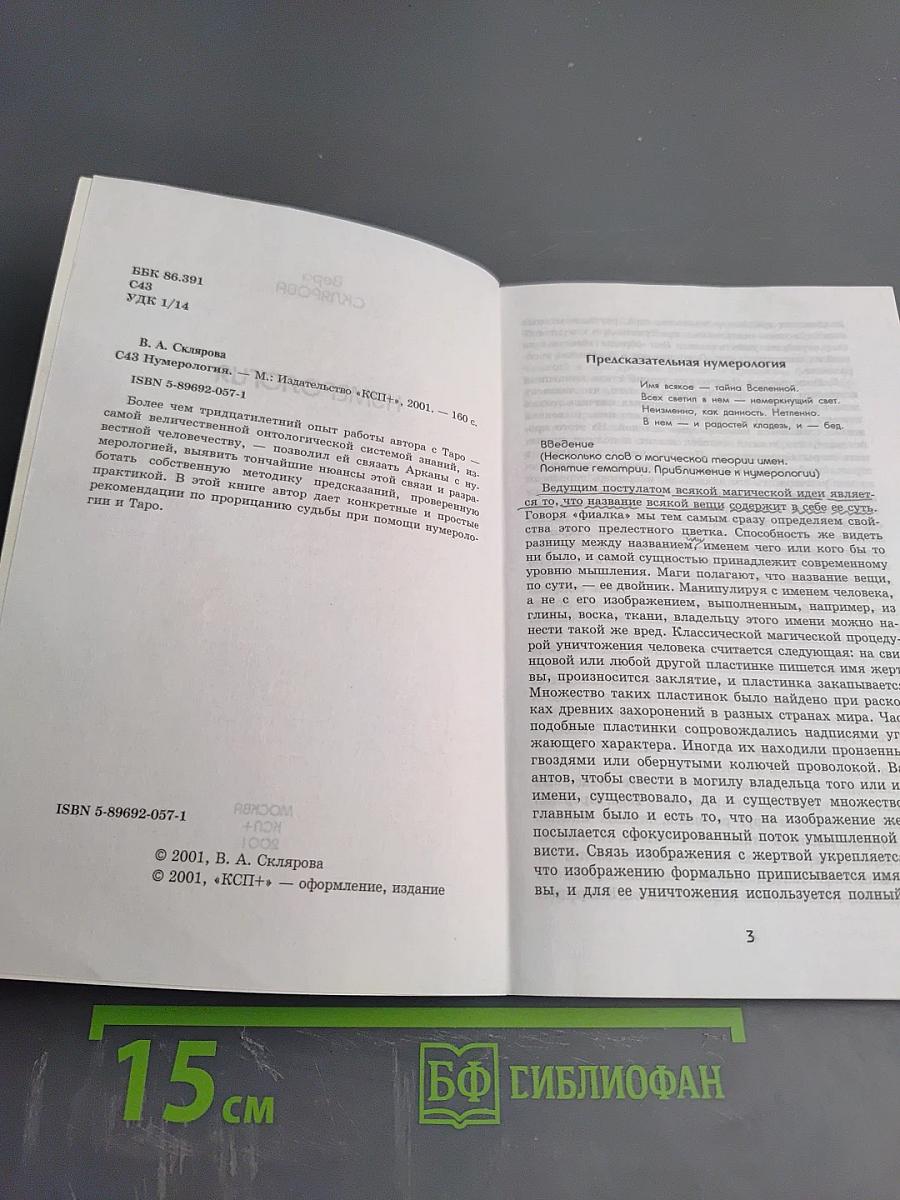 ББК 86.391
С43
УДК 1/14
В. А. Склярова
С43 Нумерология. — М.: Издательство «КСП+», 2001. — 160 с.
ISBN 5-89692-057-1
Более чем тридцатилетний опыт работы автора с Таро —
самой величественной онтологической системой знаний, из-
вестной человечеству, — позволил ей связать Арканы с ну-
мерологией, выявить тончайшие нюансы этой связи и разра-
ботать собственную методику предсказаний, проверенную
практикой. В этой книге автор дает конкретные и простые
рекомендации по прорицанию судьбы при помощи нумероло-
гии и Таро.
ISBN 5-89692-057-1
© 2001, В. А. Склярова
© 2001, «КСП+» — оформление, издание
Предсказательная нумерология
Имя всякое — тайна Вселенной.
Всех светил в нем — немеркнущий свет.
Неизменно, как данность. Нетленно.
В нем — и радостей кладезь, и — бед.
Введение
(Несколько слов о магической теории имен.
Понятие гематрии. Приближение к нумерологии)
Ведущим постулатом всякой магической идеи являет-
ся то, что название всякой вещи содержит в себе ее суть.
Говоря «фиалка» мы тем самым сразу определяем свой-
ства этого прелестного цветка. Способность же видеть
разницу между названием, или именем чего или кого бы то
ни было, и самой сущностью принадлежит современному
уровню мышления. Маги полагают, что название вещи,
по сути, — ее двойник. Манипулируя с именем человека,
а не с его изображением, выполненным, например, из
глины, воска, ткани, владельцу этого имени можно на-
нести такой же вред. Классической магической процеду-
рой уничтожения человека считается следующая: на сви
нцовой или любой другой пластинке пишется имя жерт
вы, произносится заклятие, и пластинка закапывается
Множество таких пластинок было найдено при раско
ках древних захоронений в разных странах мира. Час
подобные пластинки сопровождались надписями уг
жающего характера. Иногда их находили пронзенны
гвоздями или обернутыми колючей проволокой. Ва
антов, чтобы свести в могилу владельца того или и
имени, существовало, да и существует множество
главным было и есть то, что на изображение же
посылается сфокусированный поток умышленной
висти. Связь изображения с жертвой укрепляетс
что изображению формально приписывается имя
вы, и для ее уничтожения используется полный
3
15 см
БФ БИБЛИОФАН